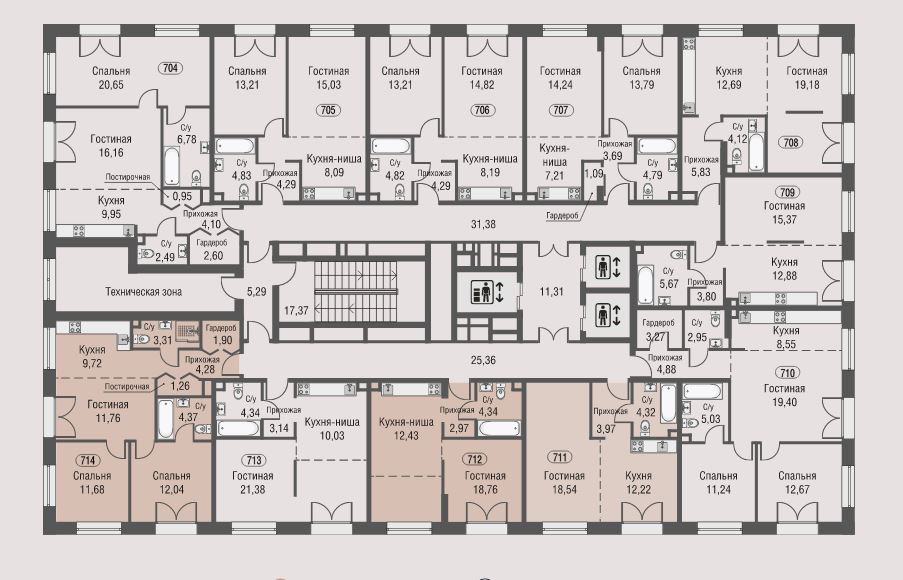 Спальня
20,65
704
Спальня
13,21
Гостиная
15,03
705
Спальня
13,21
Гостиная
14,82
706
Гостиная
14,24
707
Спальня
13,79
Кухня
12,69
Гостиная
19,18
708
Гостиная
16,16
С/у
6,78
С/у
4,83
Прихожая
4,29
Кухня-ниша
8,09
С/у
4,82
Прихожая
4,29
Кухня-ниша
8,19
Кухня-
ниша
7,21
1,09
Гардероб
Прихожая
3,69
С/у
4,79
Прихожая
5,83
С/у
4,12
Постирочная
0,95
Кухня
9,95
Прихожая
4,10
С/у
2,49
Гардероб
2,60
31,38
709
Гостиная
15,37
Кухня
12,88
С/у
5,67
Прихожая
3,80
Техническая зона
5,29
17,37
11,31
25,36
Гардероб
3,27
С/у
2,95
Прихожая
4,88
Кухня
8,55
710
Гостиная
19,40
С/у
5,03
Спальня
11,24
Спальня
12,67
Кухня
9,72
С/у
3,31
Гардероб
1,90
Прихожая
4,28
Постирочная
1,26
Гостиная
11,76
С/у
4,37
714
Спальня
11,68
Спальня
12,04
С/у
4,34
Прихожая
3,14
Кухня-ниша
10,03
713
Гостиная
21,38
Кухня-ниша
12,43
Прихожая
2,97
С/у
4,34
712
Гостиная
18,76
711
Гостиная
18,54
Прихожая
3,97
С/у
4,32
Кухня
12,22